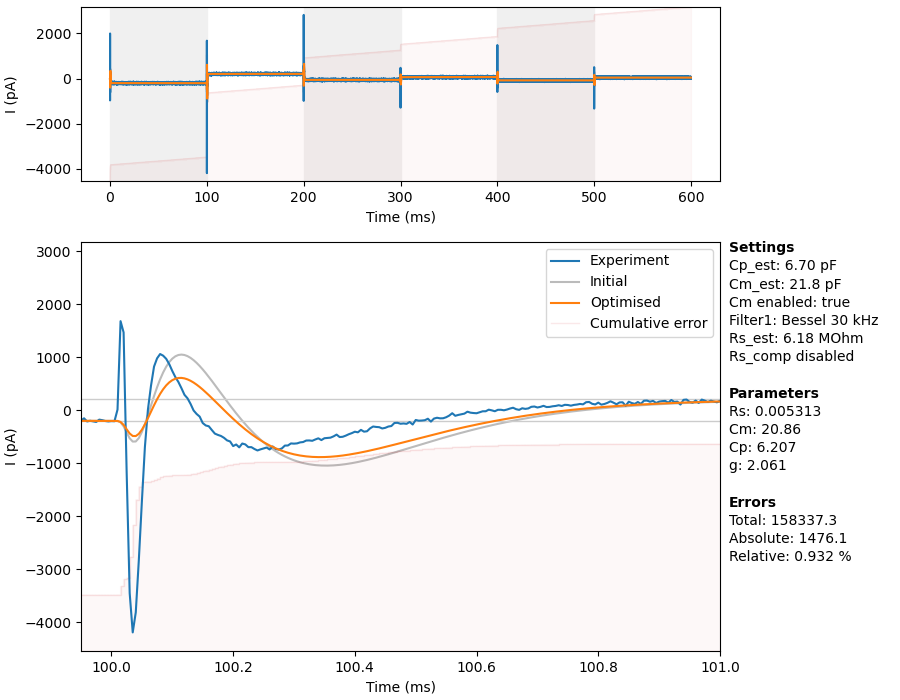 2000
0
−2000
−4000
I (pA)
0
100
200
300
400
500
600
Time (ms)
3000
2000
1000
0
−1000
−2000
−3000
−4000
I (pA)
100.0
100.2
100.4
100.6
100.8
101.0
Time (ms)
Experiment
Initial
Optimised
Cumulative error
Settings
Cp_est: 6.70 pF
Cm_est: 21.8 pF
Cm enabled: true
Filter1: Bessel 30 kHz
Rs_est: 6.18 MOhm
Rs_comp disabled
Parameters
Rs: 0.005313
Cm: 20.86
Cp: 6.207
g: 2.061
Errors
Total: 158337.3
Absolute: 1476.1
Relative: 0.932 %